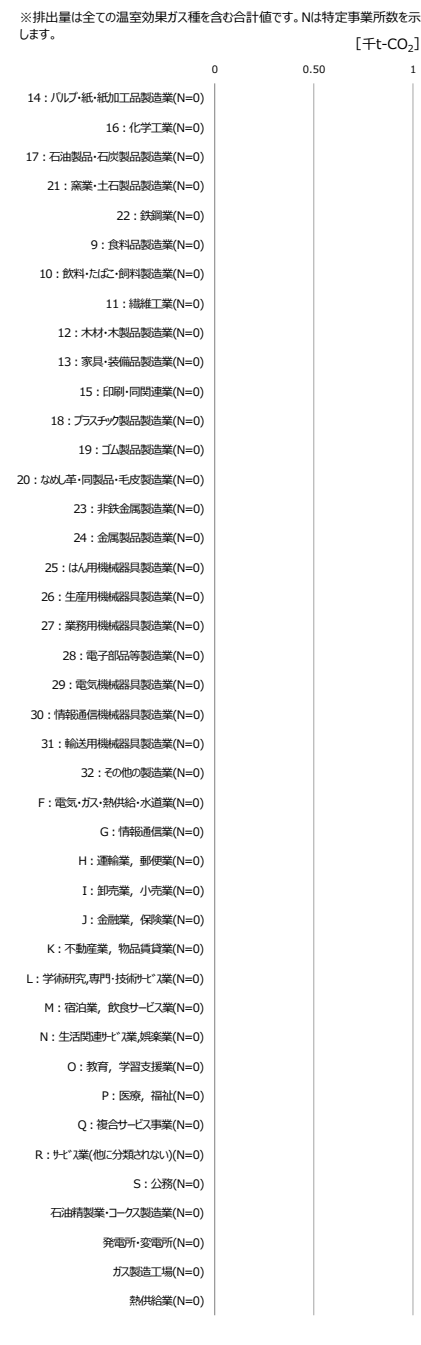 ※排出量は全ての温室効果ガス種を含む合計値です。Nは特定事業所数を示
します。
[千t-CO₂]
0 0.50 1
14：パルプ・紙・紙加工品製造業(N=0)
16：化学工業(N=0)
17：石油製品・石炭製品製造業(N=0)
21：窯業・土石製品製造業(N=0)
22：鉄鋼業(N=0)
9：食料品製造業(N=0)
10：飲料・たばこ・飼料製造業(N=0)
11：繊維工業(N=0)
12：木材・木製品製造業(N=0)
13：家具・装備品製造業(N=0)
15：印刷・同関連業(N=0)
18：プラスチック製品製造業(N=0)
19：ゴム製品製造業(N=0)
20：なめし革・同製品・毛皮製造業(N=0)
23：非鉄金属製造業(N=0)
24：金属製品製造業(N=0)
25：はん用機械器具製造業(N=0)
26：生産用機械器具製造業(N=0)
27：業務用機械器具製造業(N=0)
28：電子部品等製造業(N=0)
29：電気機械器具製造業(N=0)
30：情報通信機械器具製造業(N=0)
31：輸送用機械器具製造業(N=0)
32：その他の製造業(N=0)
F：電気・ガス・熱供給・水道業(N=0)
G：情報通信業(N=0)
H：運輸業，郵便業(N=0)
I：卸売業，小売業(N=0)
J：金融業，保険業(N=0)
K：不動産業，物品賃貸業(N=0)
L：学術研究,専門・技術ｻｰﾋﾞｽ業(N=0)
M：宿泊業，飲食サービス業(N=0)
N：生活関連ｻｰﾋﾞｽ業,娯楽業(N=0)
O：教育，学習支援業(N=0)
P：医療，福祉(N=0)
Q：複合サービス事業(N=0)
R：ｻｰﾋﾞｽ業(他に分類されない)(N=0)
S：公務(N=0)
石油精製業・コークス製造業(N=0)
発電所・変電所(N=0)
ガス製造工場(N=0)
熱供給業(N=0)